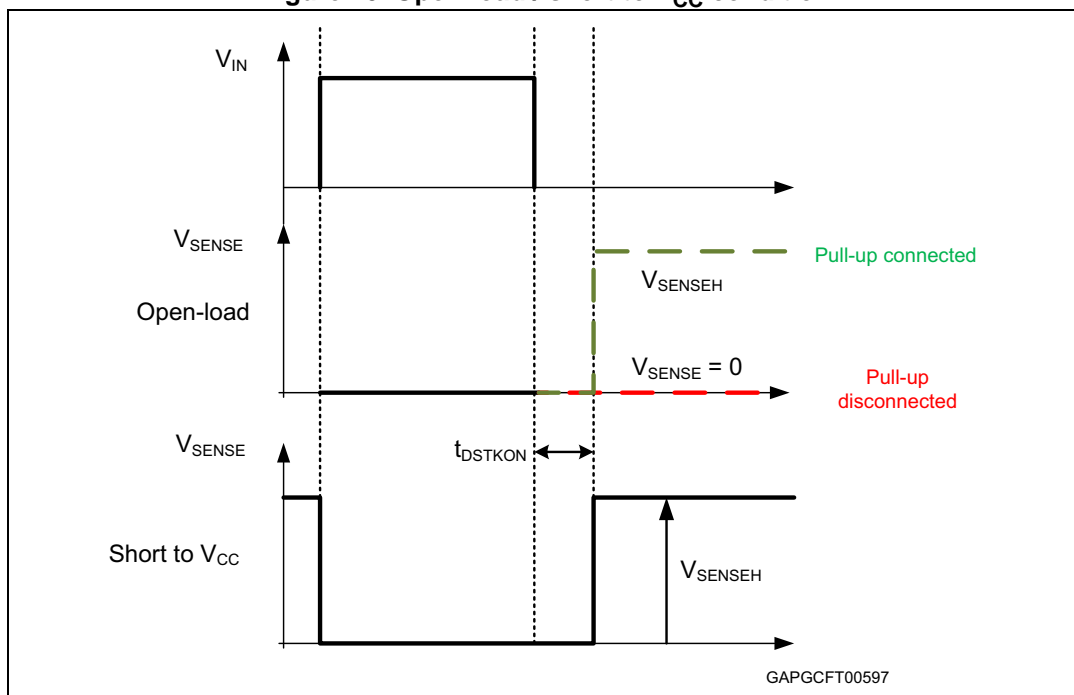 V_IN
V_SENSE
Pull-up connected
V_SENSEH
Open-load
V_SENSE = 0
Pull-up
disconnected
V_SENSE
t_DSTKON
Short to V_CC
V_SENSEH
GAPGCFT00597